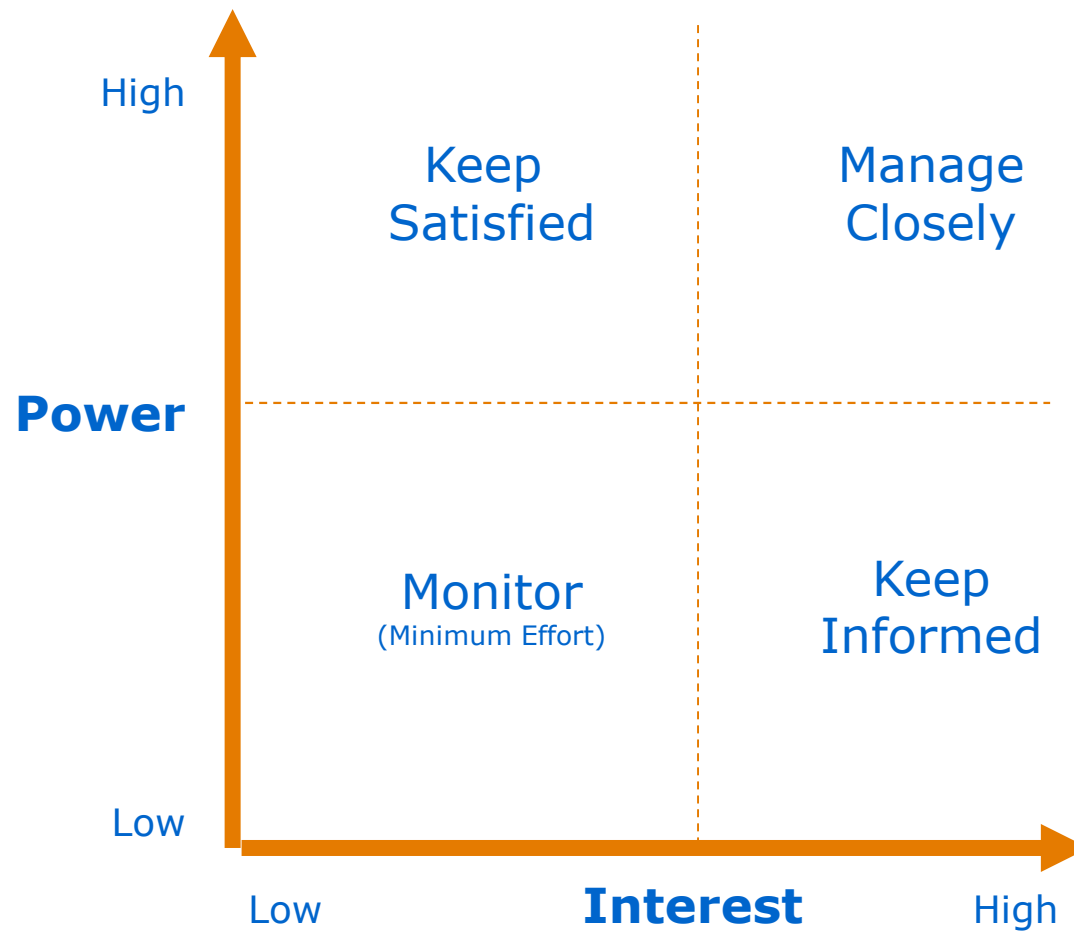 High
Keep
Satisfied
Manage
Closely
Power
Monitor
(Minimum Effort)
Keep
Informed
Low
Low
Interest
High